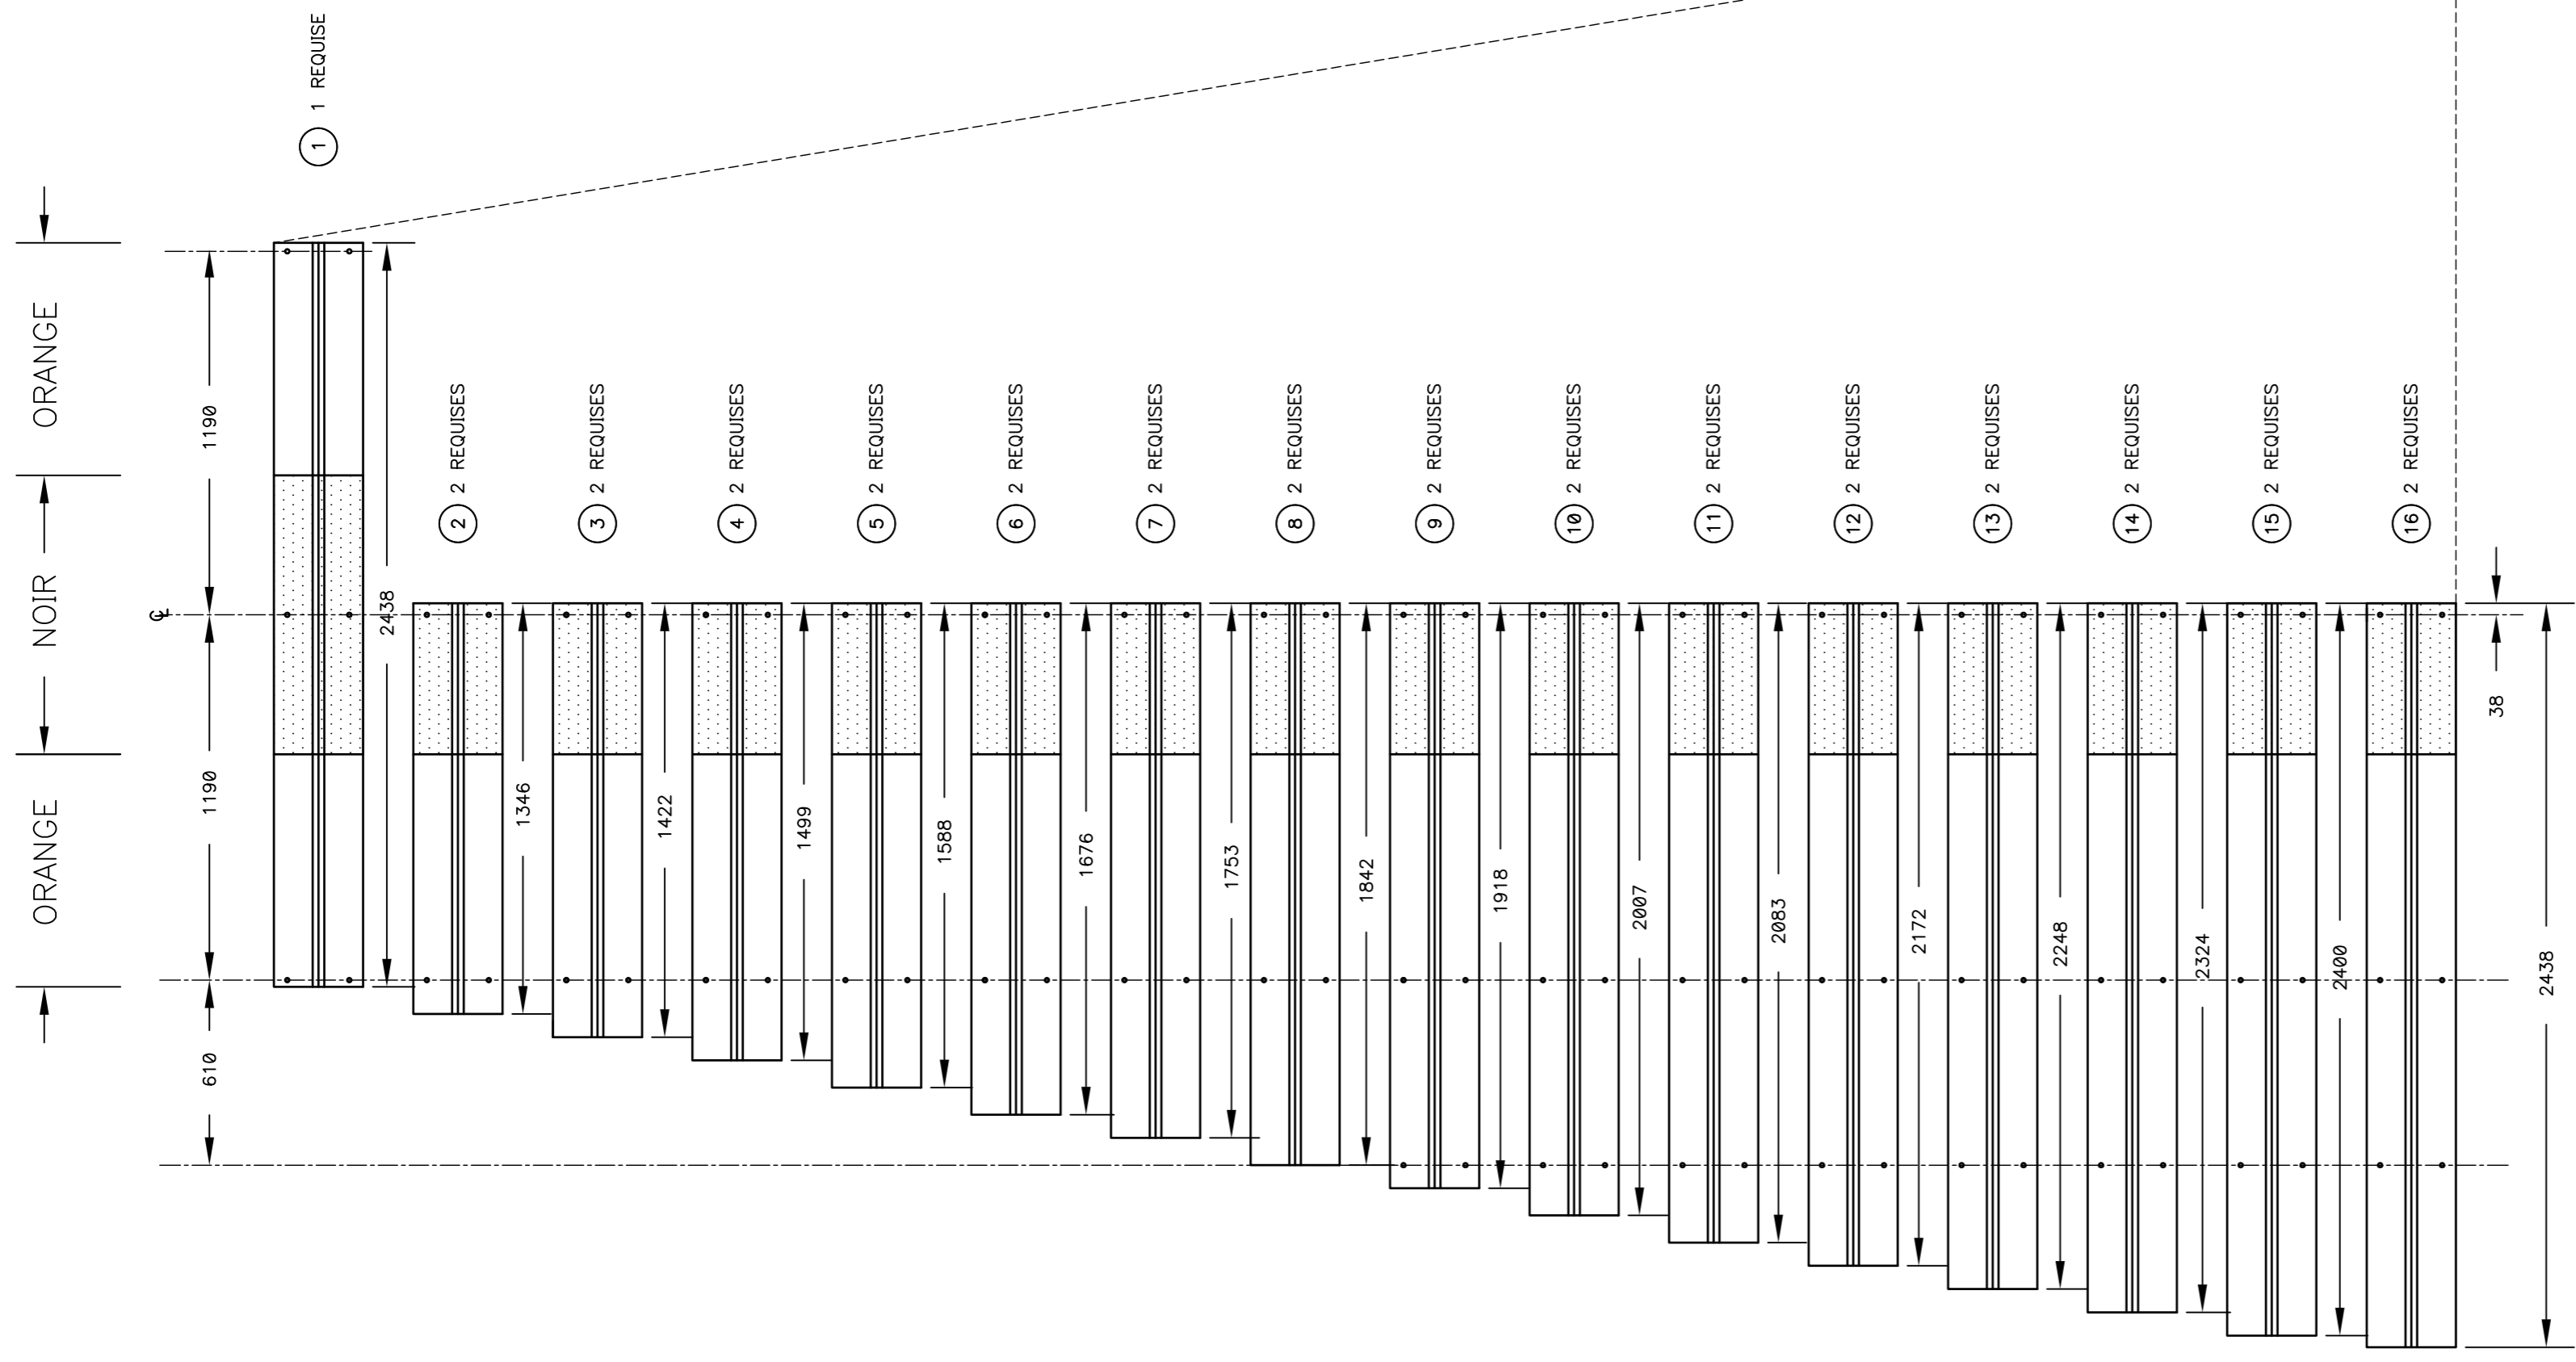 1 1 REQUISE
ORANGE
NOIR
ORANGE
1190
1190
610
℄
2438
2 2 REQUISES
3 2 REQUISES
4 2 REQUISES
5 2 REQUISES
6 2 REQUISES
7 2 REQUISES
8 2 REQUISES
9 2 REQUISES
10 2 REQUISES
11 2 REQUISES
12 2 REQUISES
13 2 REQUISES
14 2 REQUISES
15 2 REQUISES
16 2 REQUISES
1346
1422
1499
1588
1676
1753
1842
1918
2007
2083
2172
2248
2324
2400
38
2438